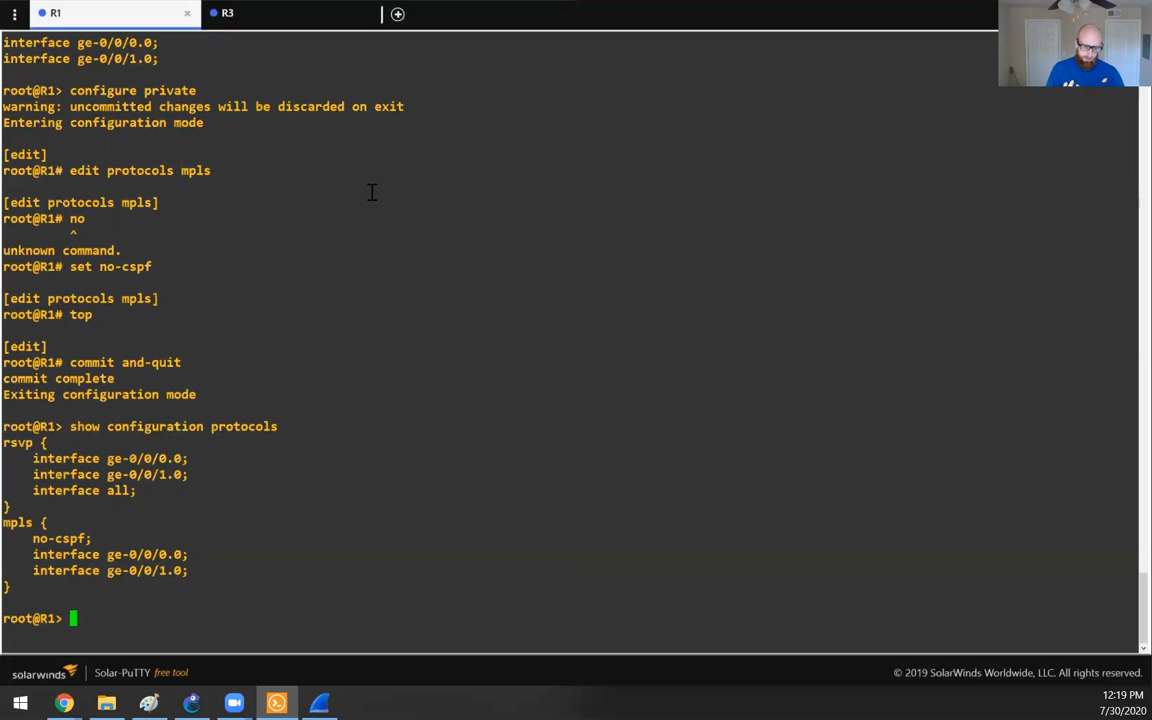 R1 × R3
interface ge-0/0/0.0;
interface ge-0/0/1.0;
root@R1> configure private
warning: uncommitted changes will be discarded on exit
Entering configuration mode
[edit]
root@R1# edit protocols mpls
[edit protocols mpls]
root@R1# no
^
unknown command.
root@R1# set no-cspf
[edit protocols mpls]
root@R1# top
[edit]
root@R1# commit and-quit
commit complete
Exiting configuration mode
root@R1> show configuration protocols
rsvp {
interface ge-0/0/0.0;
interface ge-0/0/1.0;
interface all;
}
mpls {
no-cspf;
interface ge-0/0/0.0;
interface ge-0/0/1.0;
}
root@R1>
solarwinds Solar-PuTTY free tool © 2019 SolarWinds Worldwide, LLC. All rights reserved.
12:19 PM
7/30/2020